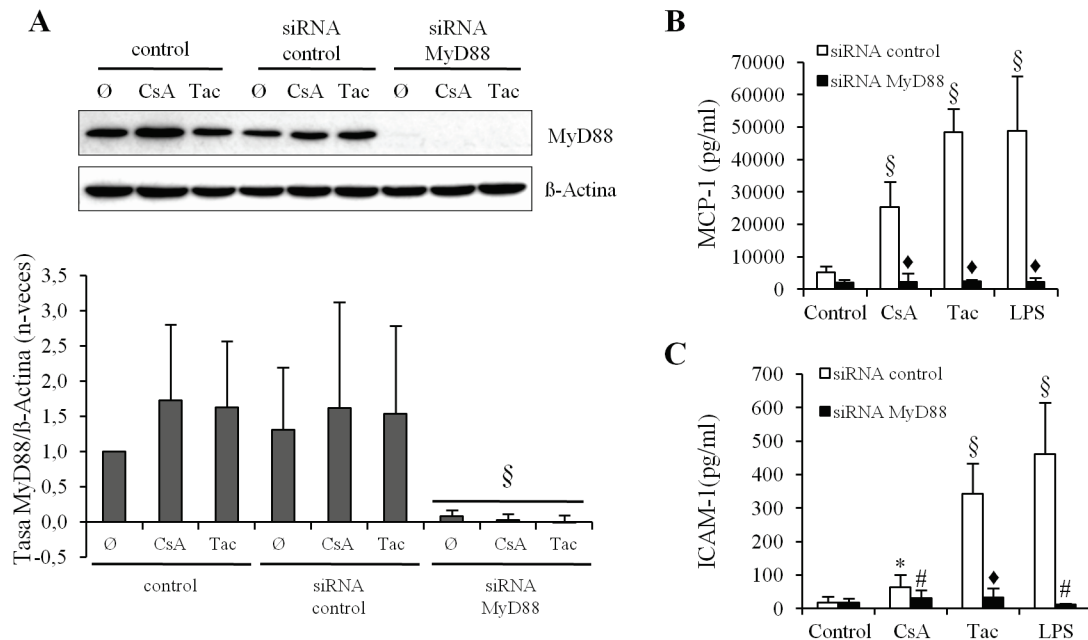 A
control
siRNA
control
siRNA
MyD88
Ø CsA Tac Ø CsA Tac Ø CsA Tac
MyD88
ß-Actina
Tasa MyD88/ß-Actina (n-veces)
3,5
3,0
2,5
2,0
1,5
1,0
0,5
0,0
-0,5
§
Ø CsA Tac Ø CsA Tac Ø CsA Tac
control
siRNA
control
siRNA
MyD88
B
siRNA control
siRNA MyD88
MCP-1 (pg/ml)
70000
60000
50000
40000
30000
20000
10000
0
§ § §
♦ ♦ ♦
Control CsA Tac LPS
C
siRNA control
siRNA MyD88
ICAM-1(pg/ml)
700
600
500
400
300
200
100
0
* # § ♦ § #
Control CsA Tac LPS